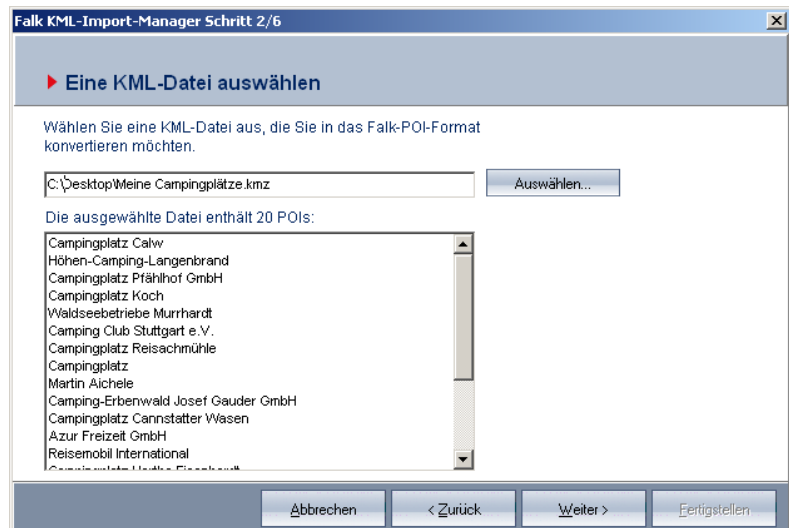 Falk KML-Import-Manager Schritt 2/6
Eine KML-Datei auswählen
Wählen Sie eine KML-Datei aus, die Sie in das Falk-POI-Format
konvertieren möchten.
C:\Desktop\Meine Campingplätze.kmz
Auswählen...
Die ausgewählte Datei enthält 20 POIs:
Campingplatz Calw
Höhen-Camping-Langenbrand
Campingplatz Pfählhof GmbH
Campingplatz Koch
Waldseebetriebe Murrhardt
Camping Club Stuttgart e.V.
Campingplatz Reisachmühle
Campingplatz
Martin Aichele
Camping-Erbenwald Josef Gauder GmbH
Campingplatz Cannstatter Wasen
Azur Freizeit GmbH
Reisemobil International
Campingplatz
Abbrechen
< Zurück
Weiter >
Fertigstellen